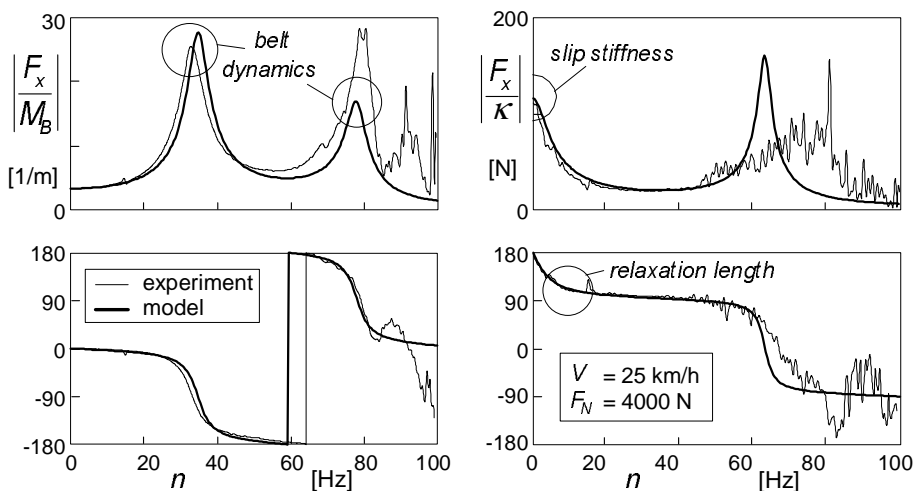 30
belt
dynamics
|F_x / M_B|
[1/m]
0
200
slip stiffness
|F_x / κ|
[N]
0
180
90
0
-90
-180
experiment
model
0 20 40 60 80 100
n [Hz]
180
90
0
-90
-180
relaxation length
V = 25 km/h
F_N = 4000 N
0 20 40 60 80 100
n [Hz]